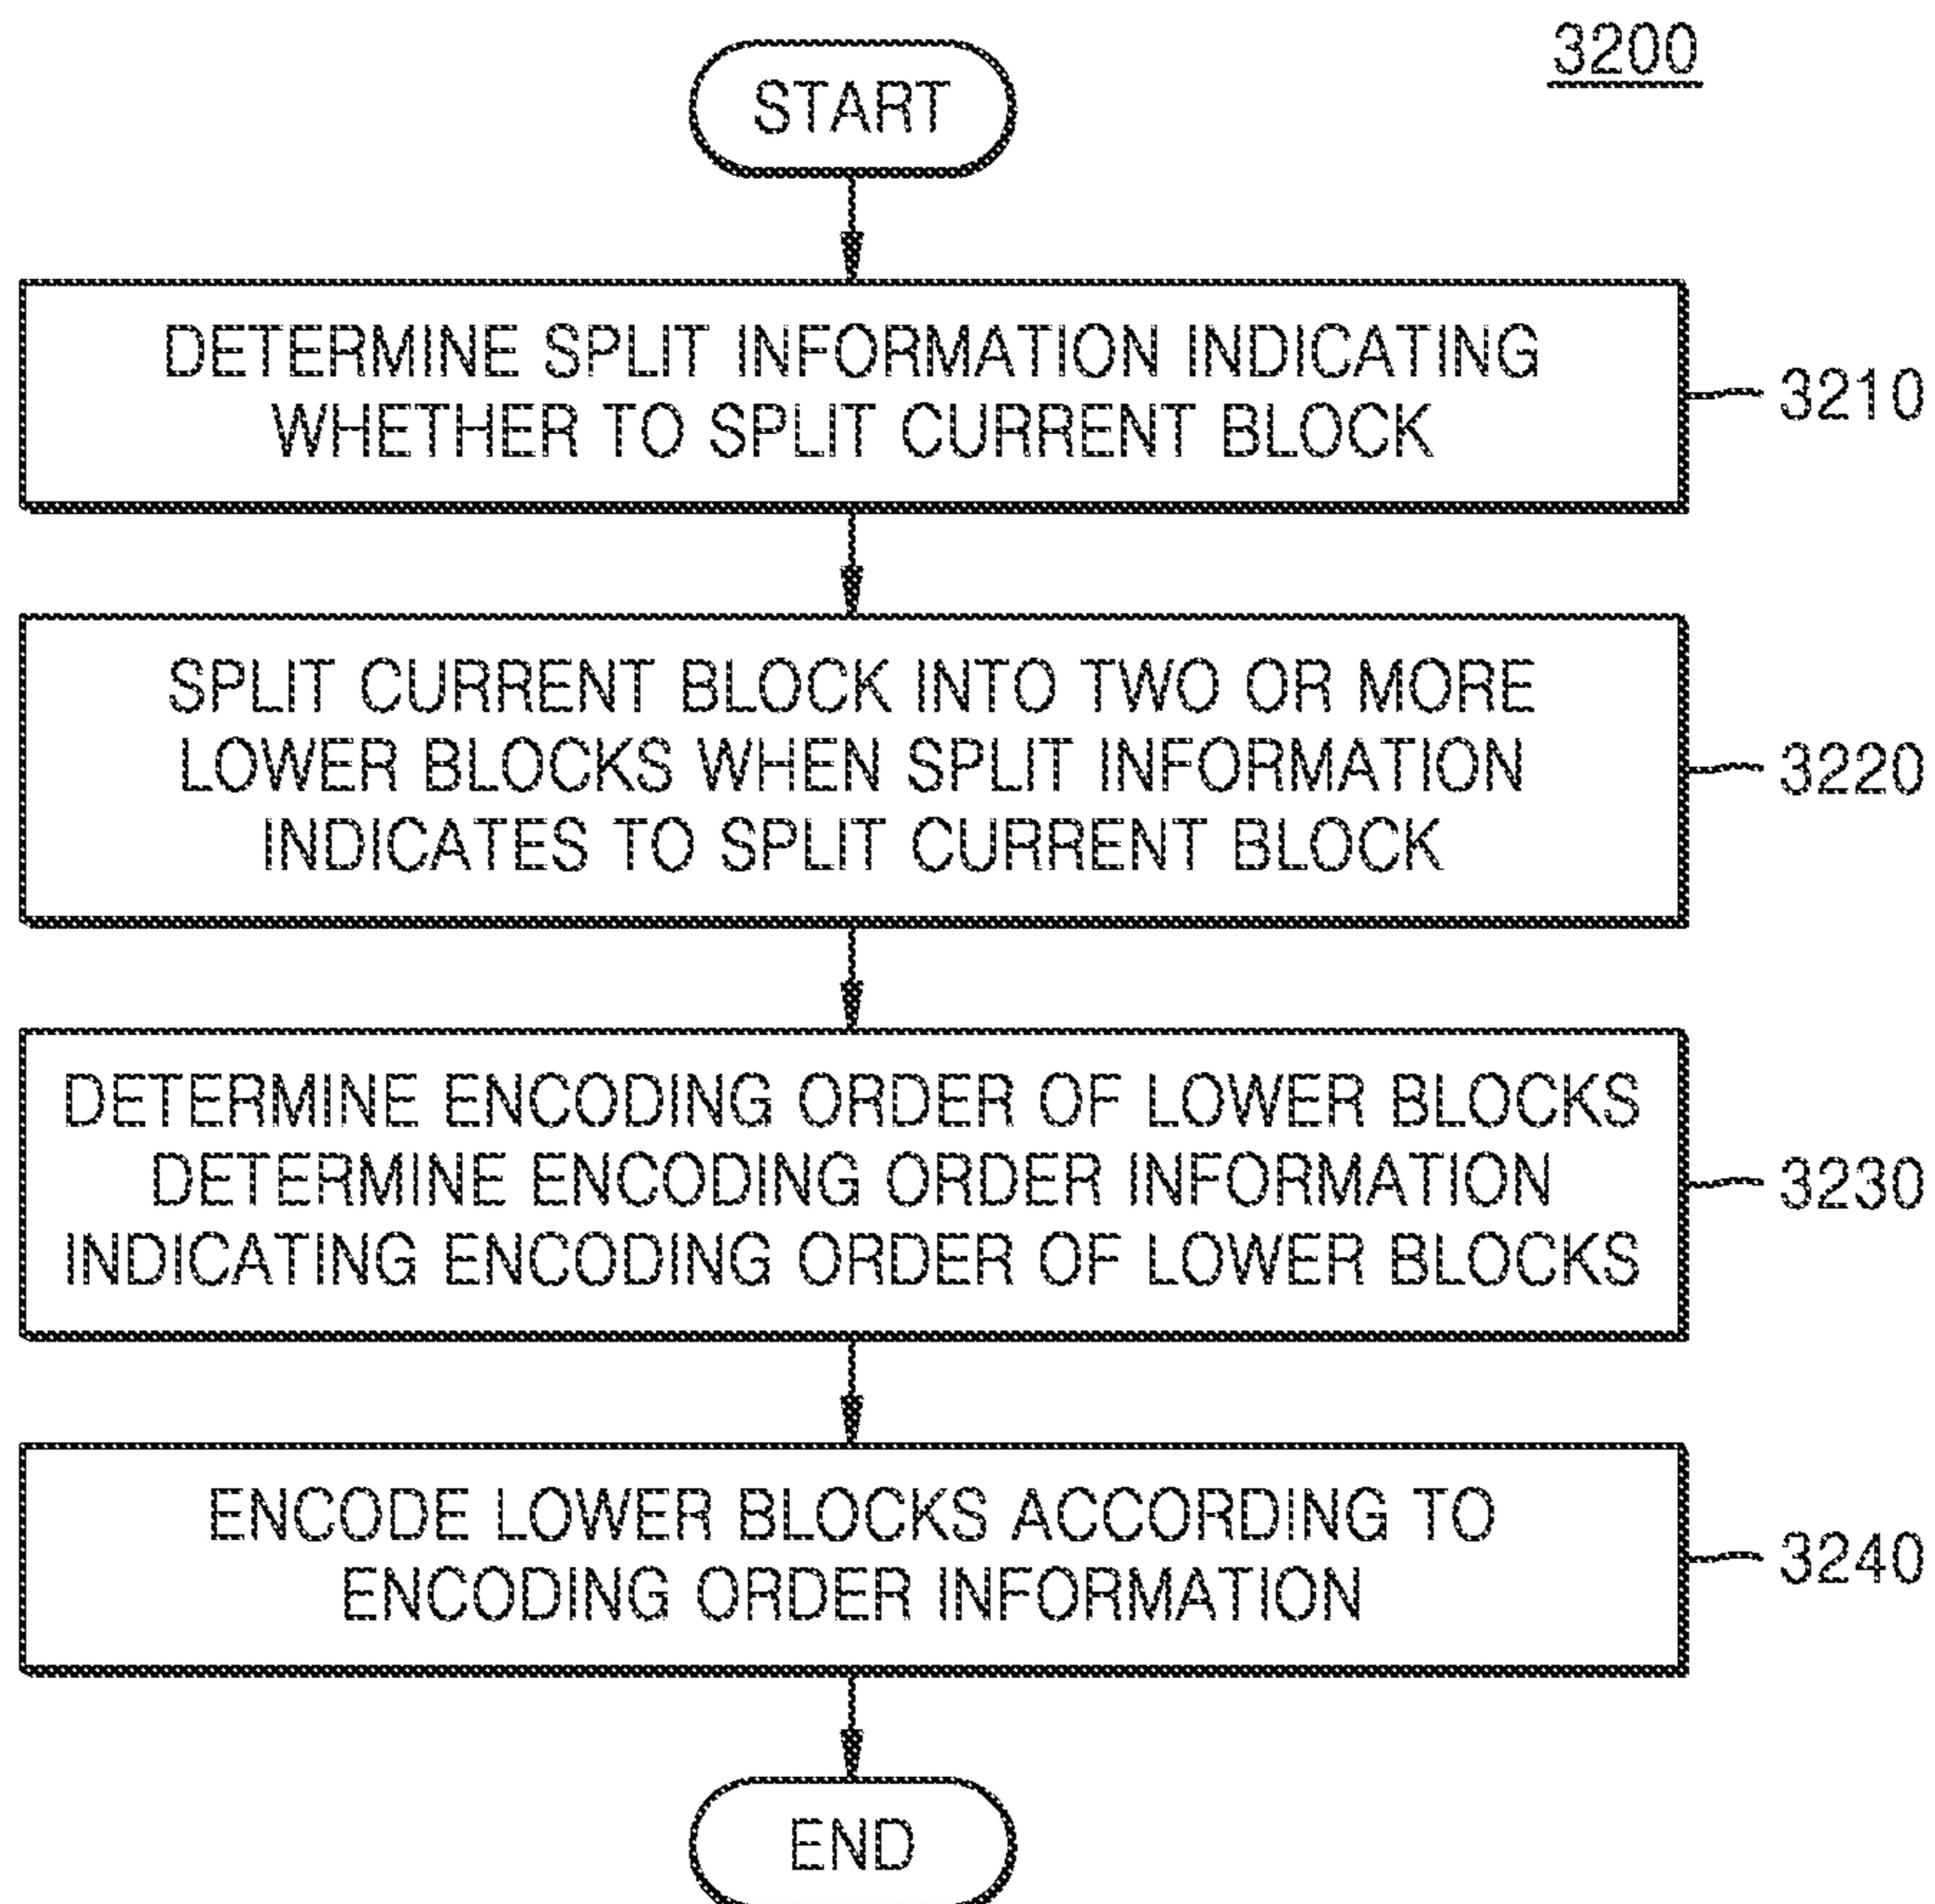 3200
START
DETERMINE SPLIT INFORMATION INDICATING
WHETHER TO SPLIT CURRENT BLOCK
3210
SPLIT CURRENT BLOCK INTO TWO OR MORE
LOWER BLOCKS WHEN SPLIT INFORMATION
INDICATES TO SPLIT CURRENT BLOCK
3220
DETERMINE ENCODING ORDER OF LOWER BLOCKS
DETERMINE ENCODING ORDER INFORMATION
INDICATING ENCODING ORDER OF LOWER BLOCKS
3230
ENCODE LOWER BLOCKS ACCORDING TO
ENCODING ORDER INFORMATION
3240
END